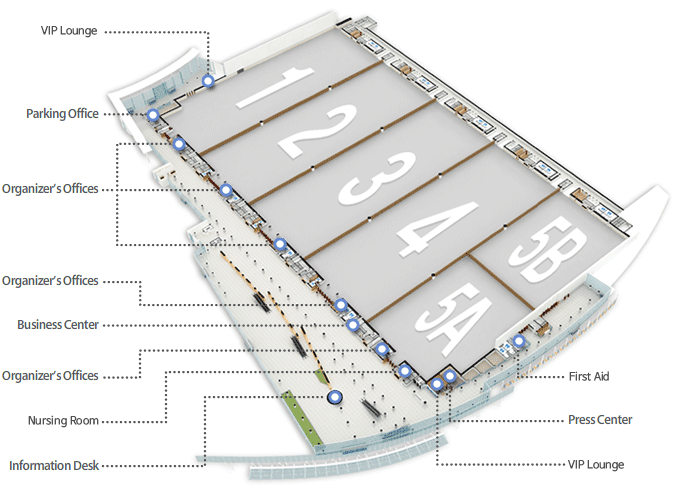 VIP Lounge
Parking Office
Organizer's Offices
Organizer's Offices
Business Center
Organizer's Offices
Nursing Room
Information Desk
1
2
3
4
5A
5B
First Aid
Press Center
VIP Lounge